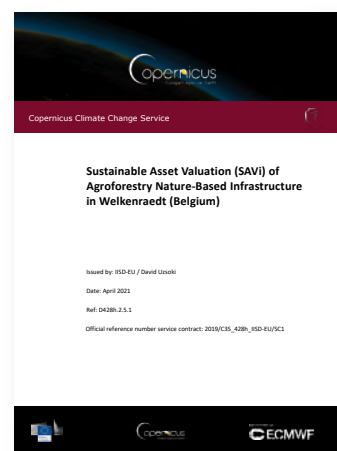 Copernicus
Copernicus Climate Change Service
Sustainable Asset Valuation (SAVi) of
Agroforestry Nature-Based Infrastructure
in Welkenraedt (Belgium)
Issued by: IISD-EU / David Uzsoki
Date: April 2021
Ref: D428h.2.5.1
Official reference number service contract: 2019/C3S_428h_IISD-EU/SC1
Copernicus
ECMWF